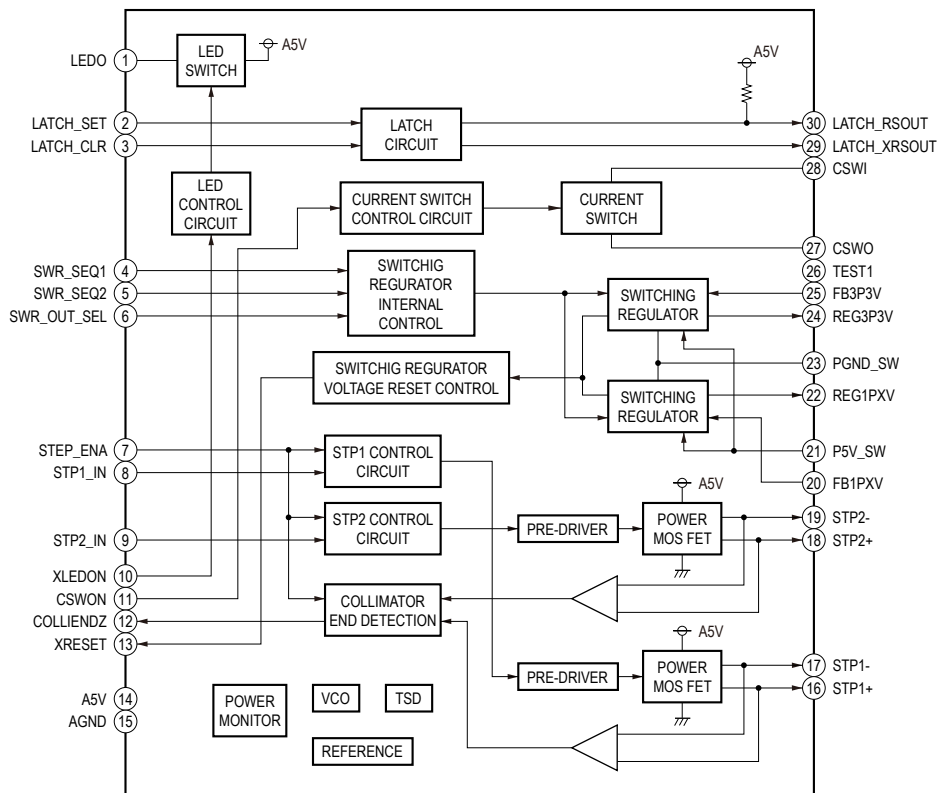 LEDO 1
LED
SWITCH
A5V
A5V
LATCH_SET 2
LATCH_CLR 3
LATCH
CIRCUIT
30 LATCH_RSOUT
29 LATCH_XRSOUT
28 CSWI
LED
CONTROL
CIRCUIT
CURRENT SWITCH
CONTROL CIRCUIT
CURRENT
SWITCH
27 CSWO
26 TEST1
SWR_SEQ1 4
SWR_SEQ2 5
SWR_OUT_SEL 6
SWITCHIG
REGURATOR
INTERNAL
CONTROL
SWITCHING
REGULATOR
25 FB3P3V
24 REG3P3V
23 PGND_SW
SWITCHIG REGURATOR
VOLTAGE RESET CONTROL
SWITCHING
REGULATOR
22 REG1PXV
21 P5V_SW
20 FB1PXV
STEP_ENA 7
STP1_IN 8
STP1 CONTROL
CIRCUIT
STP2_IN 9
STP2 CONTROL
CIRCUIT
PRE-DRIVER
A5V
POWER
MOS FET
19 STP2-
18 STP2+
XLEDON 10
CSWON 11
COLLIENDZ 12
XRESET 13
COLLIMATOR
END DETECTION
A5V
PRE-DRIVER
POWER
MOS FET
17 STP1-
16 STP1+
A5V 14
AGND 15
POWER
MONITOR
VCO
TSD
REFERENCE